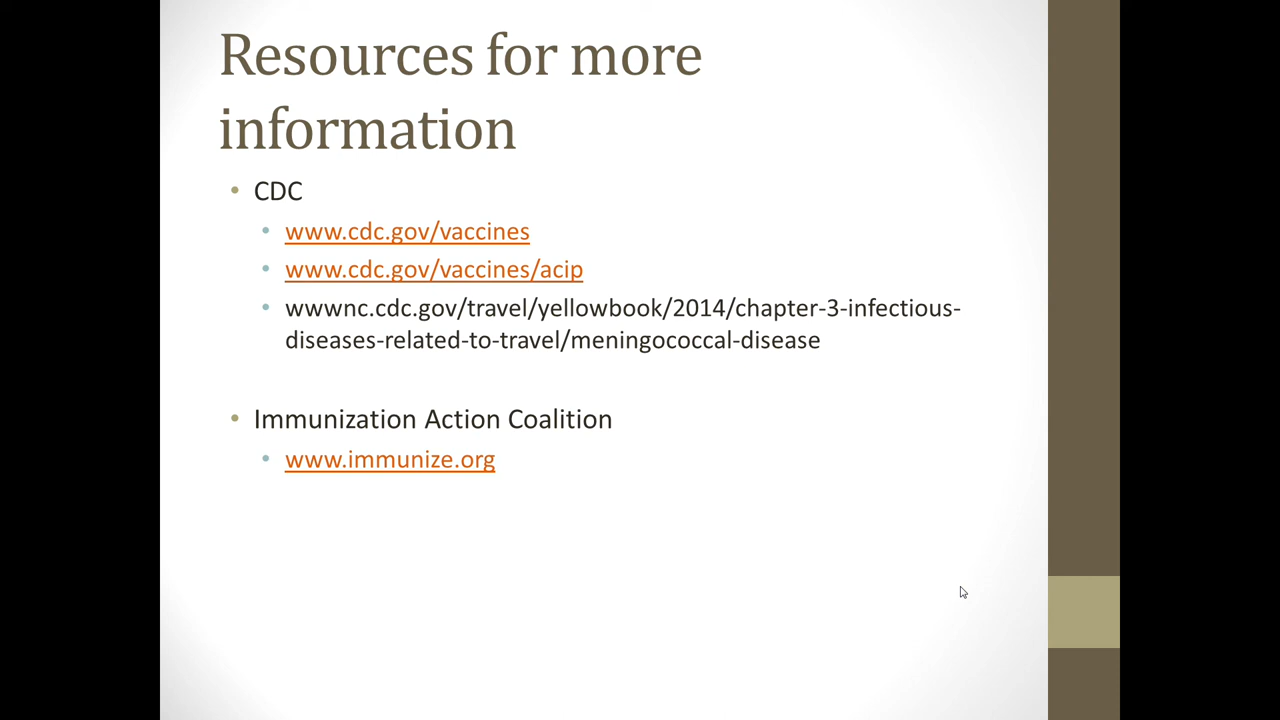 Resources for more
information
• CDC
• www.cdc.gov/vaccines
• www.cdc.gov/vaccines/acip
• wwwnc.cdc.gov/travel/yellowbook/2014/chapter-3-infectious-
diseases-related-to-travel/meningococcal-disease
• Immunization Action Coalition
• www.immunize.org